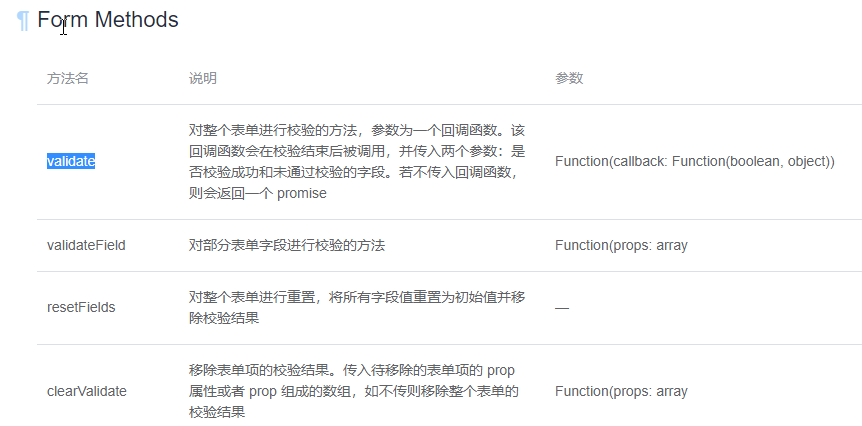 ¶ Form Methods
方法名 说明 参数
对整个表单进行校验的方法，参数为一个回调函数。该
回调函数会在校验结束后被调用，并传入两个参数：是
validate Function(callback: Function(boolean, object))
否校验成功和未通过校验的字段。若不传入回调函数，
则会返回一个 promise
validateField 对部分表单字段进行校验的方法 Function(props: array
对整个表单进行重置，将所有字段值重置为初始值并移
resetFields —
除校验结果
移除表单项的校验结果。传入待移除的表单项的 prop
clearValidate 属性或者 prop 组成的数组，如不传则移除整个表单的 Function(props: array
校验结果